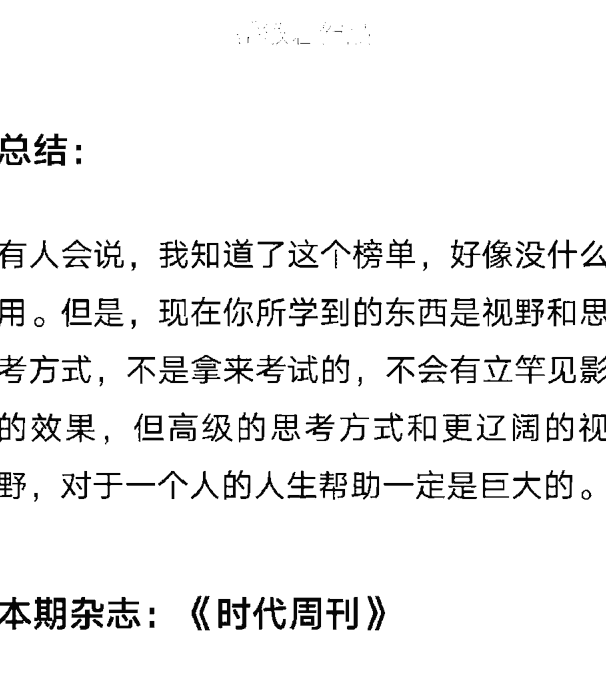 总结：
有人会说，我知道了这个榜单，好像没什么
用。但是，现在你所学到的东西是视野和思
考方式，不是拿来考试的，不会有立竿见影
的效果，但高级的思考方式和更辽阔的视
野，对于一个人的人生帮助一定是巨大的。
本期杂志：《时代周刊》